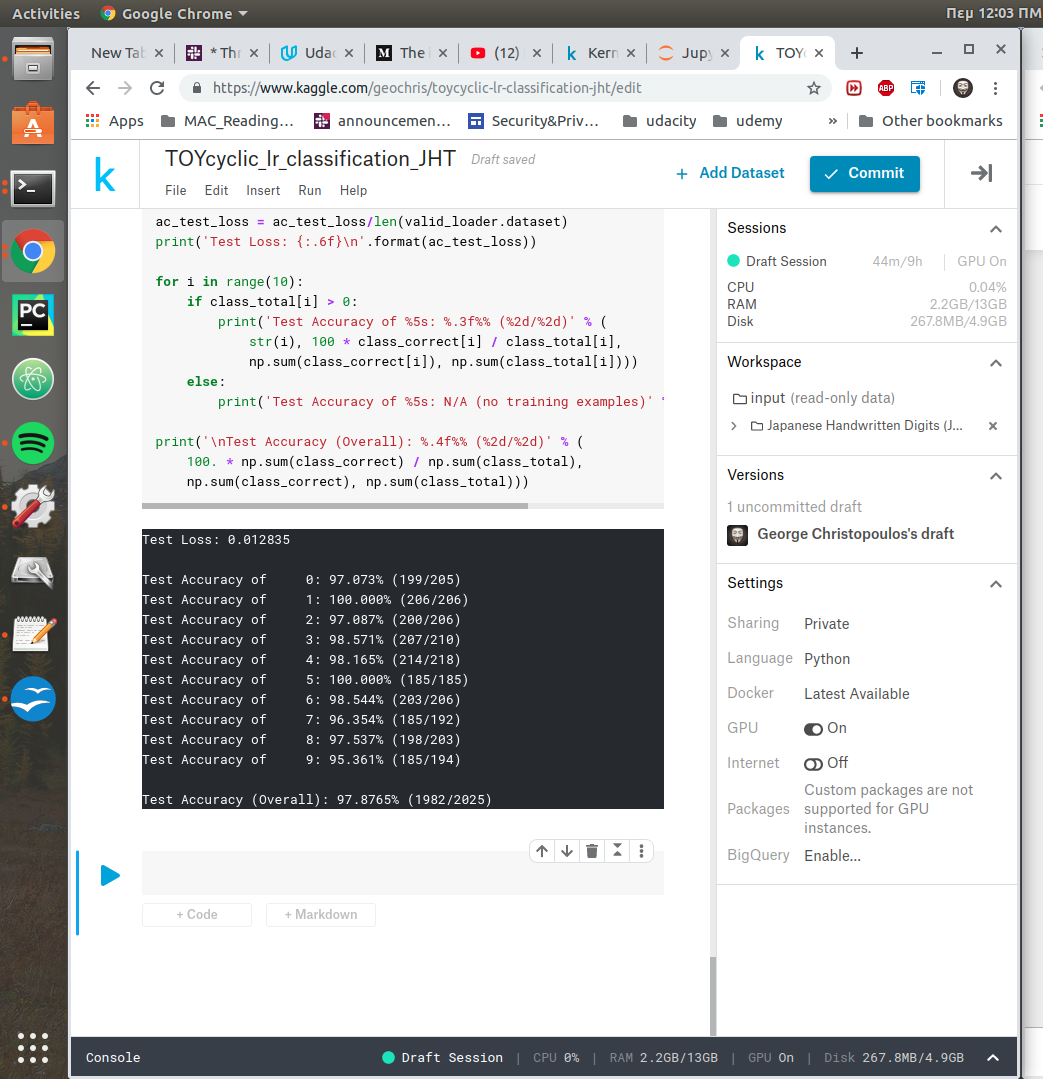 Activities Google Chrome Πεμ 12:03 ΠΜ
New Tab * Thr Udac The i (12) Kern Jupy TOYc
https://www.kaggle.com/geochris/toycyclic-lr-classification-jht/edit ABP
Apps MAC_Reading... announcemen... Security&Priv... udacity udemy » Other bookmarks
k TOYcyclic_lr_classification_JHT Draft saved
File Edit Insert Run Help
+ Add Dataset Commit
ac_test_loss = ac_test_loss/len(valid_loader.dataset)
print('Test Loss: {:.6f}\n'.format(ac_test_loss))
for i in range(10):
if class_total[i] > 0:
print('Test Accuracy of %5s: %.3f%% (%2d/%2d)' % (
str(i), 100 * class_correct[i] / class_total[i],
np.sum(class_correct[i]), np.sum(class_total[i])))
else:
print('Test Accuracy of %5s: N/A (no training examples)'
print('\nTest Accuracy (Overall): %.4f%% (%2d/%2d)' % (
100. * np.sum(class_correct) / np.sum(class_total),
np.sum(class_correct), np.sum(class_total)))
Test Loss: 0.012835
Test Accuracy of     0: 97.073% (199/205)
Test Accuracy of     1: 100.000% (206/206)
Test Accuracy of     2: 97.087% (200/206)
Test Accuracy of     3: 98.571% (207/210)
Test Accuracy of     4: 98.165% (214/218)
Test Accuracy of     5: 100.000% (185/185)
Test Accuracy of     6: 98.544% (203/206)
Test Accuracy of     7: 96.354% (185/192)
Test Accuracy of     8: 97.537% (198/203)
Test Accuracy of     9: 95.361% (185/194)
Test Accuracy (Overall): 97.8765% (1982/2025)
+ Code + Markdown
Sessions
Draft Session 44m/9h GPU On
CPU 0.04%
RAM 2.2GB/13GB
Disk 267.8MB/4.9GB
Workspace
input (read-only data)
Japanese Handwritten Digits (J...
Versions
1 uncommitted draft
George Christopoulos's draft
Settings
Sharing Private
Language Python
Docker Latest Available
GPU On
Internet Off
Packages Custom packages are not
supported for GPU
instances.
BigQuery Enable...
Console Draft Session | CPU 0% | RAM 2.2GB/13GB | GPU On | Disk 267.8MB/4.9GB
PC